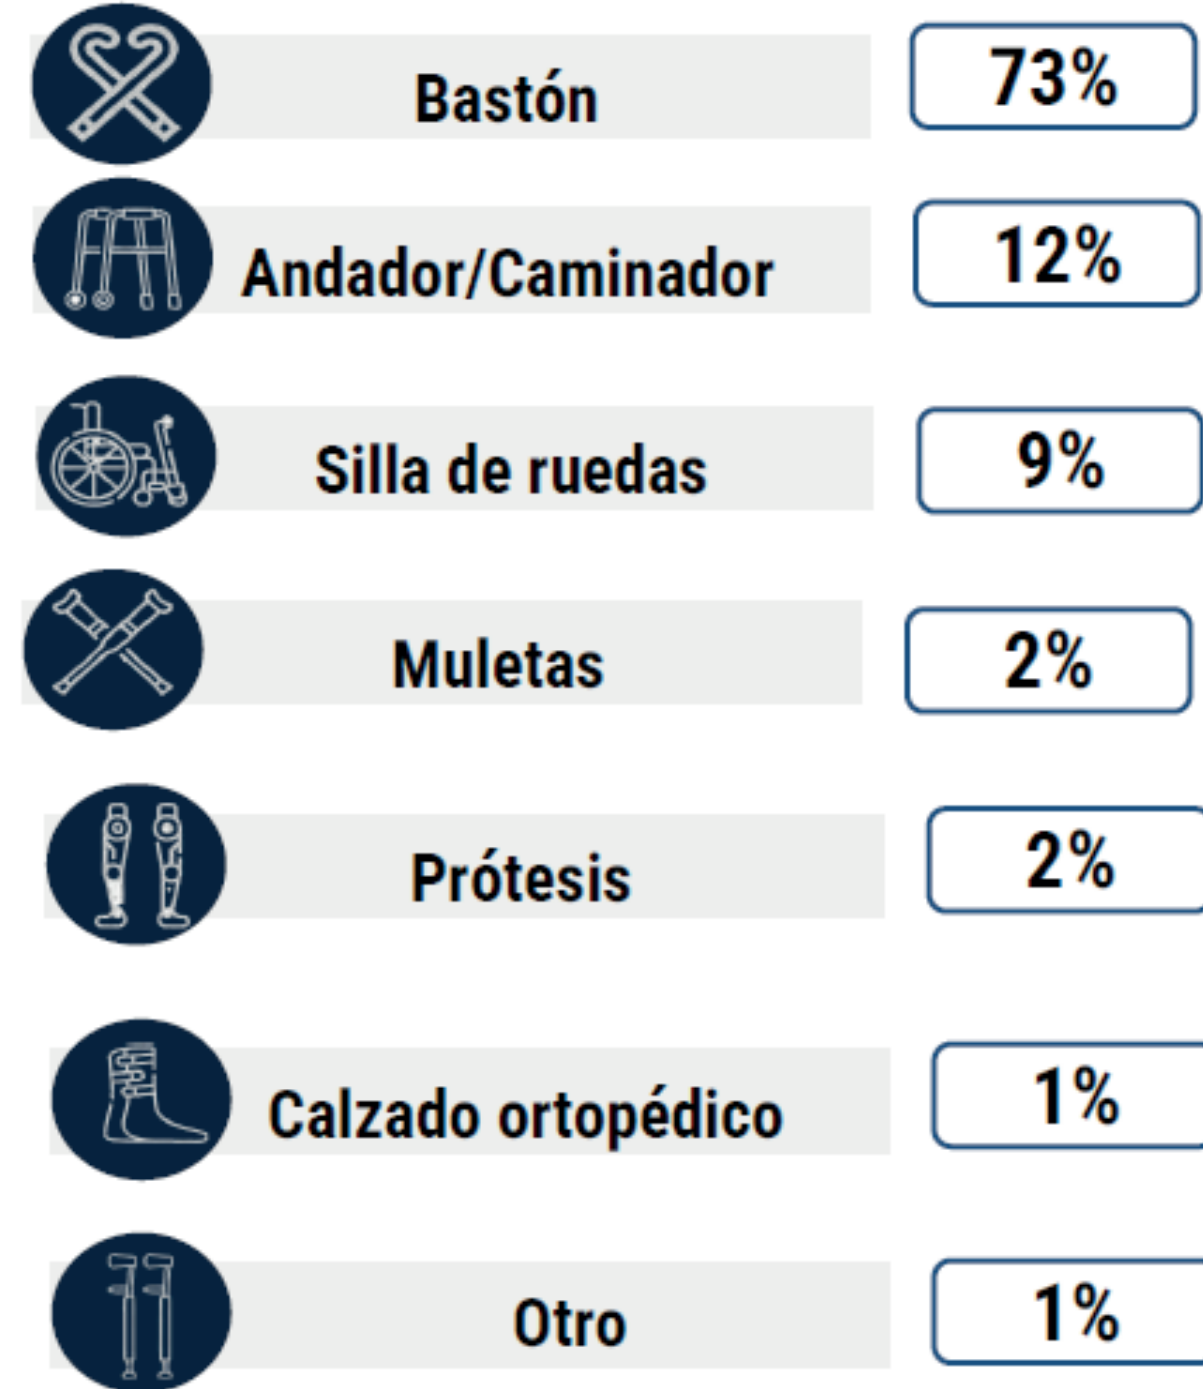 Bastón 73%
Andador/Caminador 12%
Silla de ruedas 9%
Muletas 2%
Prótesis 2%
Calzado ortopédico 1%
Otro 1%